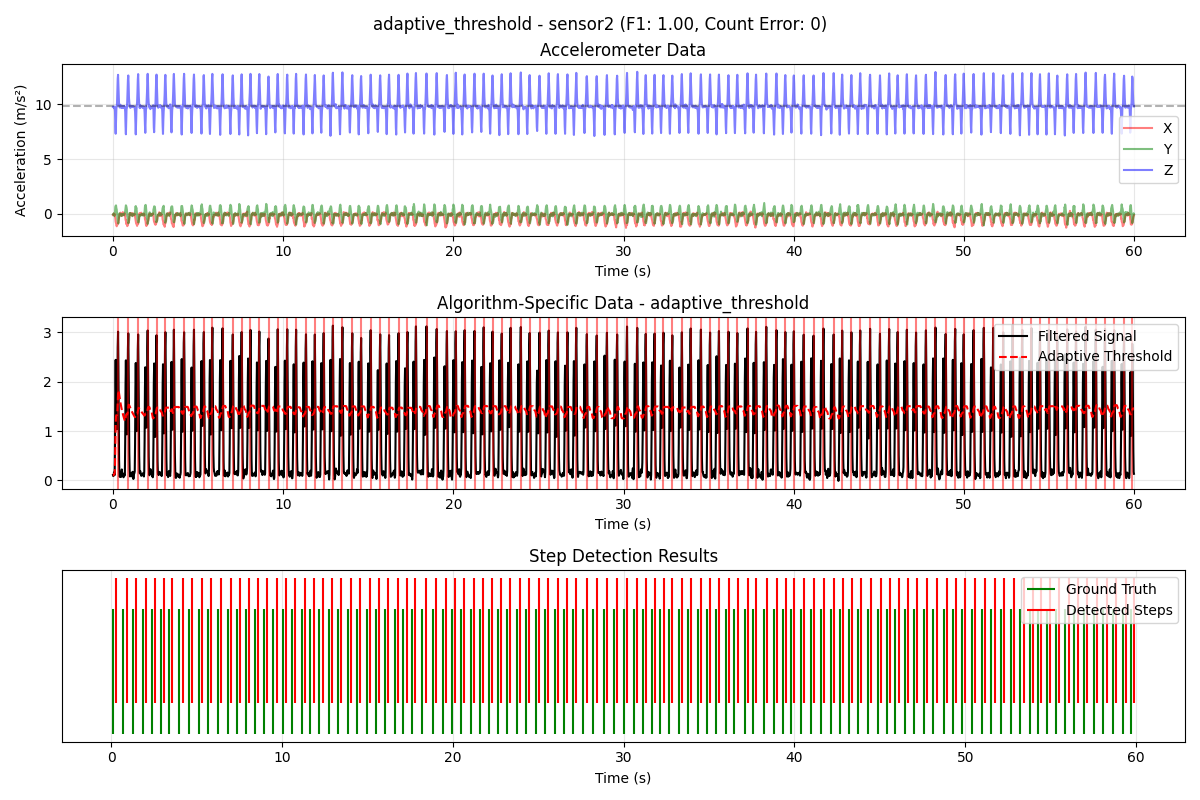 adaptive_threshold - sensor2 (F1: 1.00, Count Error: 0)
Accelerometer Data
Acceleration (m/s²)
10
5
0
X
Y
Z
0 10 20 30 40 50 60
Time (s)
Algorithm-Specific Data - adaptive_threshold
3
2
1
0
Filtered Signal
Adaptive Threshold
0 10 20 30 40 50 60
Time (s)
Step Detection Results
Ground Truth
Detected Steps
0 10 20 30 40 50 60
Time (s)